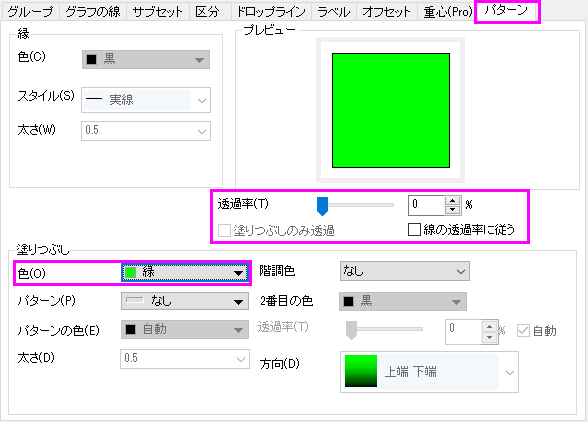 グループ グラフの線 サブセット 区分 ドロップライン ラベル オフセット 重心(Pro) パターン
縁
色(C) 黒
スタイル(S) 実線
太さ(W) 0.5
プレビュー
透過率(T) 0 %
塗りつぶしのみ透過 線の透過率に従う
塗りつぶし
色(O) 緑
パターン(P) なし
パターンの色(E) 自動
太さ(D) 0.5
階調色 なし
2番目の色 黒
透過率(T) 0 % 自動
方向(D) 上端 下端